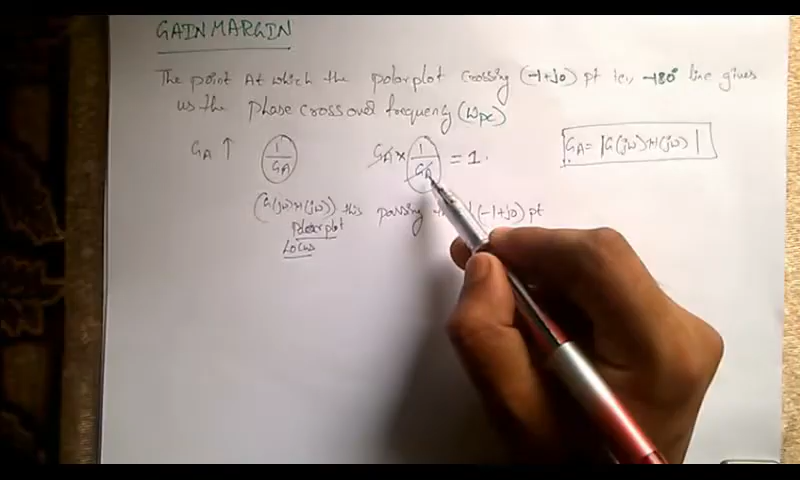 GAIN MARGIN
The point At which the polarplot crossing (-1+j0) pt ie., -180° line gives
us the phase cross over frequency (ωpc)
GA ↑ 1/GA GA × 1/GA = 1. GA = |G(jω)H(jω)|
(G(jω)H(jω)) this passing (-1+j0) pt
polarplot
Locus